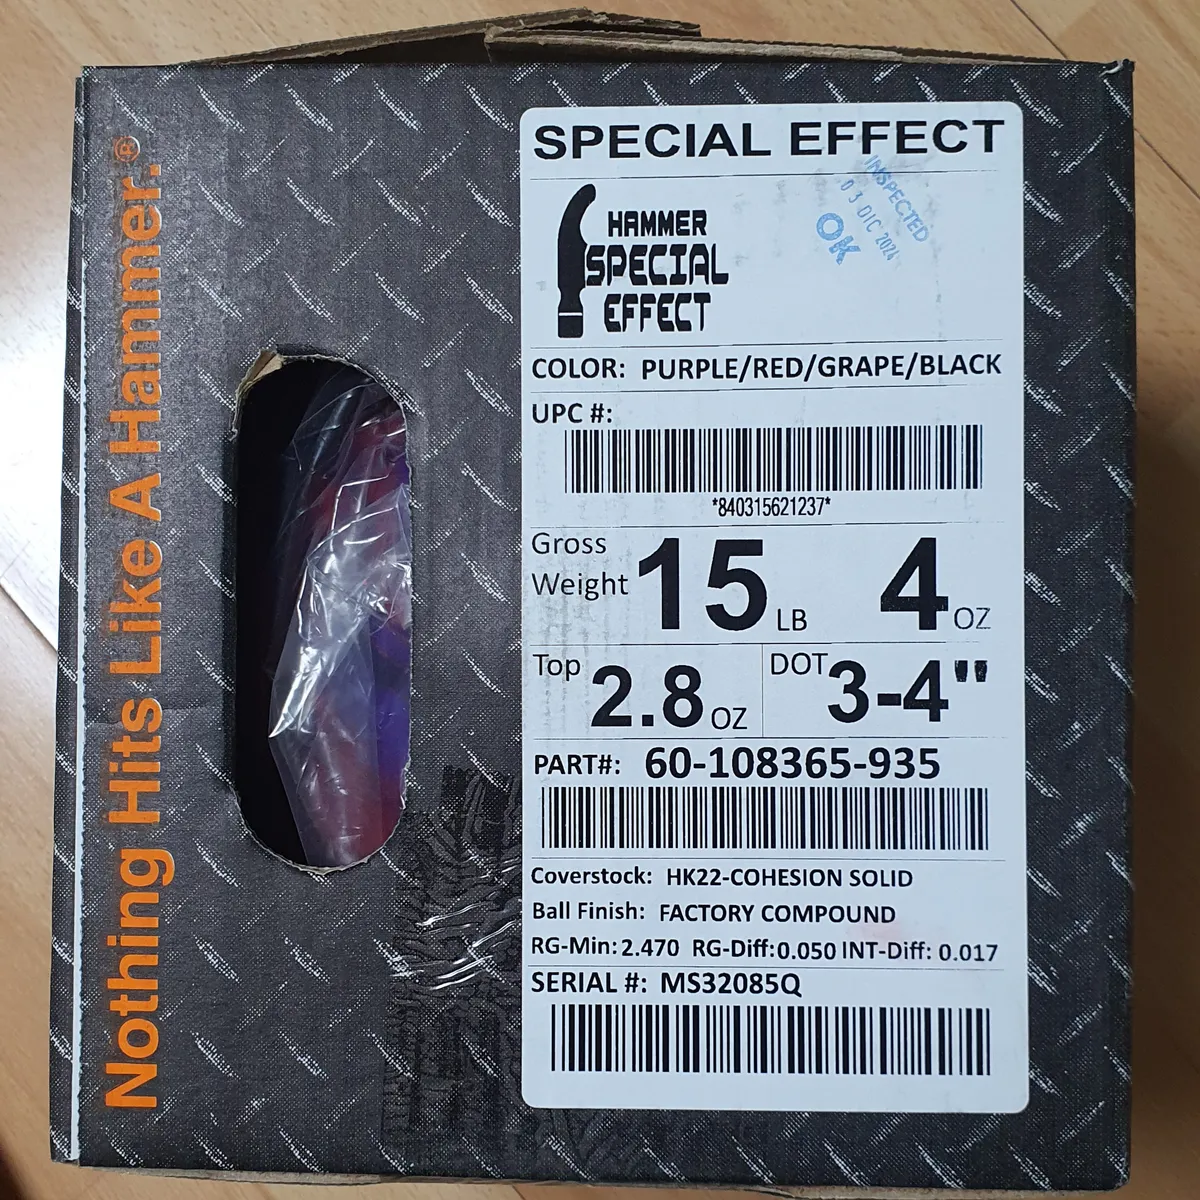 Nothing Hits Like A Hammer.®
SPECIAL EFFECT
INSPECTED
03 DIC 2024
OK
HAMMER
SPECIAL
EFFECT
COLOR: PURPLE/RED/GRAPE/BLACK
UPC #:
*840315621237*
Gross Weight 15 LB 4 OZ
Top 2.8 OZ DOT 3-4"
PART#: 60-108365-935
Coverstock: HK22-COHESION SOLID
Ball Finish: FACTORY COMPOUND
RG-Min: 2.470 RG-Diff: 0.050 INT-Diff: 0.017
SERIAL #: MS32085Q